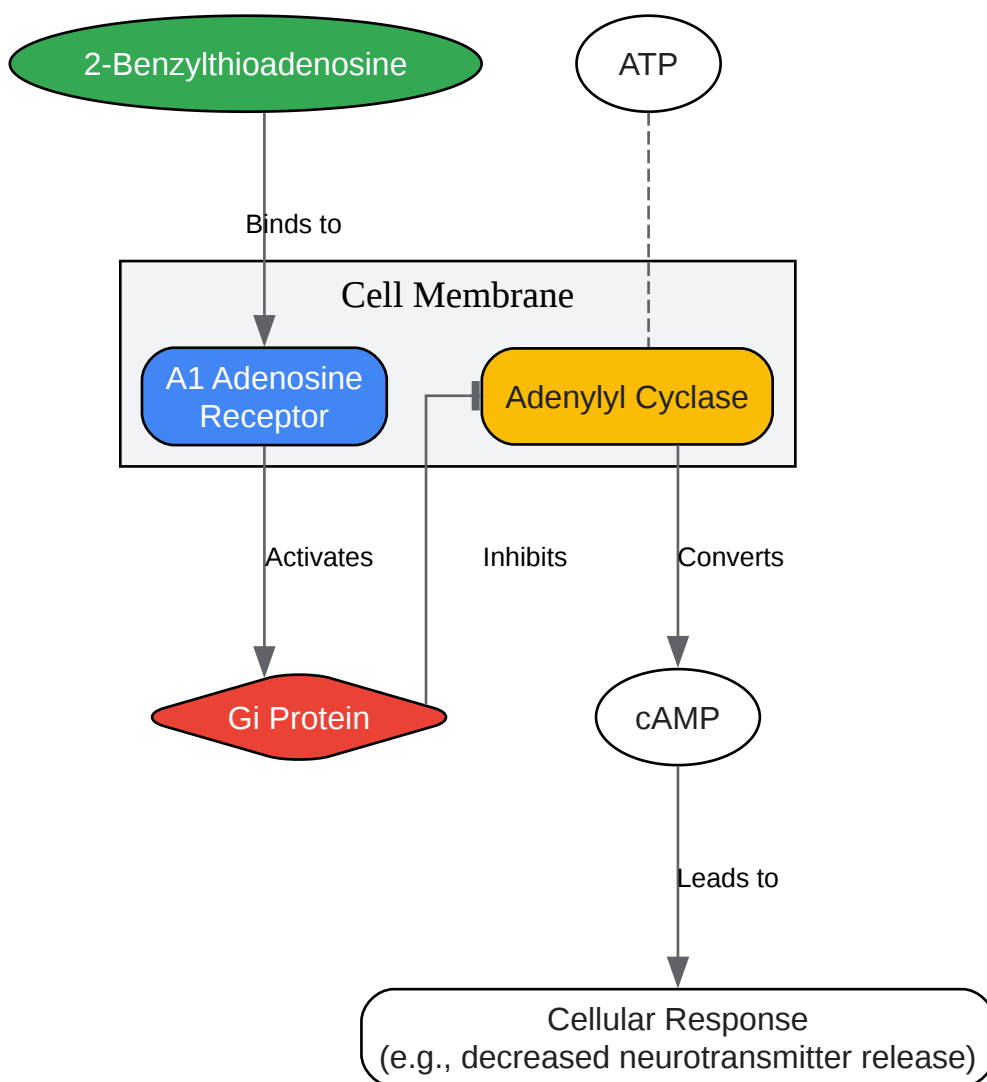 2-Benzylthioadenosine
ATP
Binds to
Cell Membrane
A1 Adenosine
Receptor
Adenylyl Cyclase
Activates
Inhibits
Converts
Gi Protein
cAMP
Leads to
Cellular Response
(e.g., decreased neurotransmitter release)